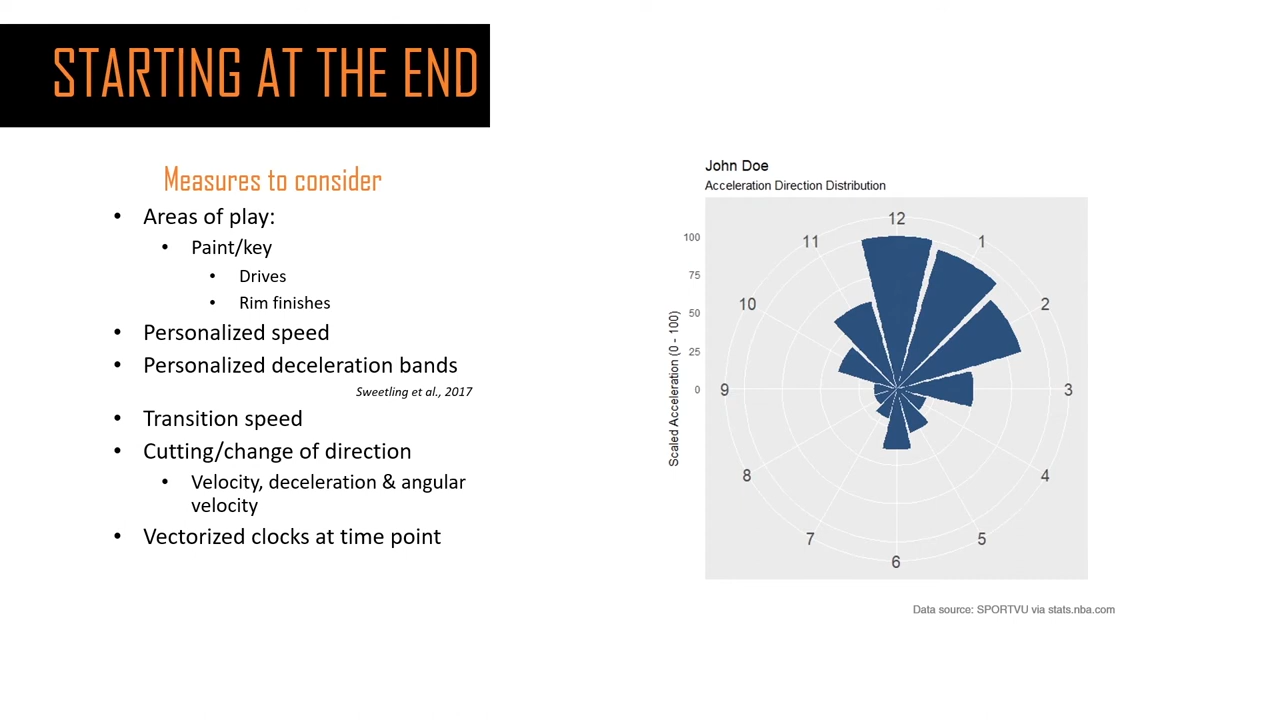 STARTING AT THE END
Measures to consider
• Areas of play:
• Paint/key
• Drives
• Rim finishes
• Personalized speed
• Personalized deceleration bands
Sweetling et al., 2017
• Transition speed
• Cutting/change of direction
• Velocity, deceleration & angular
velocity
• Vectorized clocks at time point
John Doe
Acceleration Direction Distribution
Scaled Acceleration (0 - 100)
100
75
50
25
0
12
1
2
3
4
5
6
7
8
9
10
11
Data source: SPORTVU via stats.nba.com